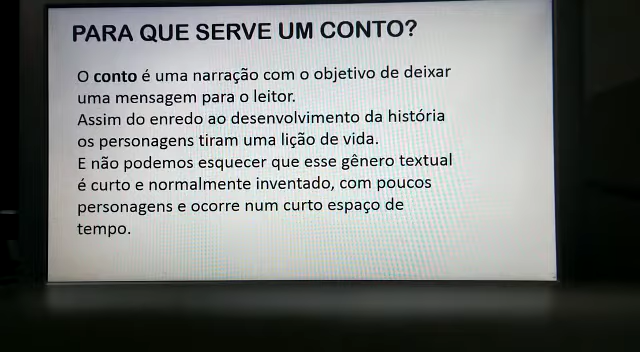 PARA QUE SERVE UM CONTO?
O conto é uma narração com o objetivo de deixar
uma mensagem para o leitor.
Assim do enredo ao desenvolvimento da história
os personagens tiram uma lição de vida.
E não podemos esquecer que esse gênero textual
é curto e normalmente inventado, com poucos
personagens e ocorre num curto espaço de
tempo.